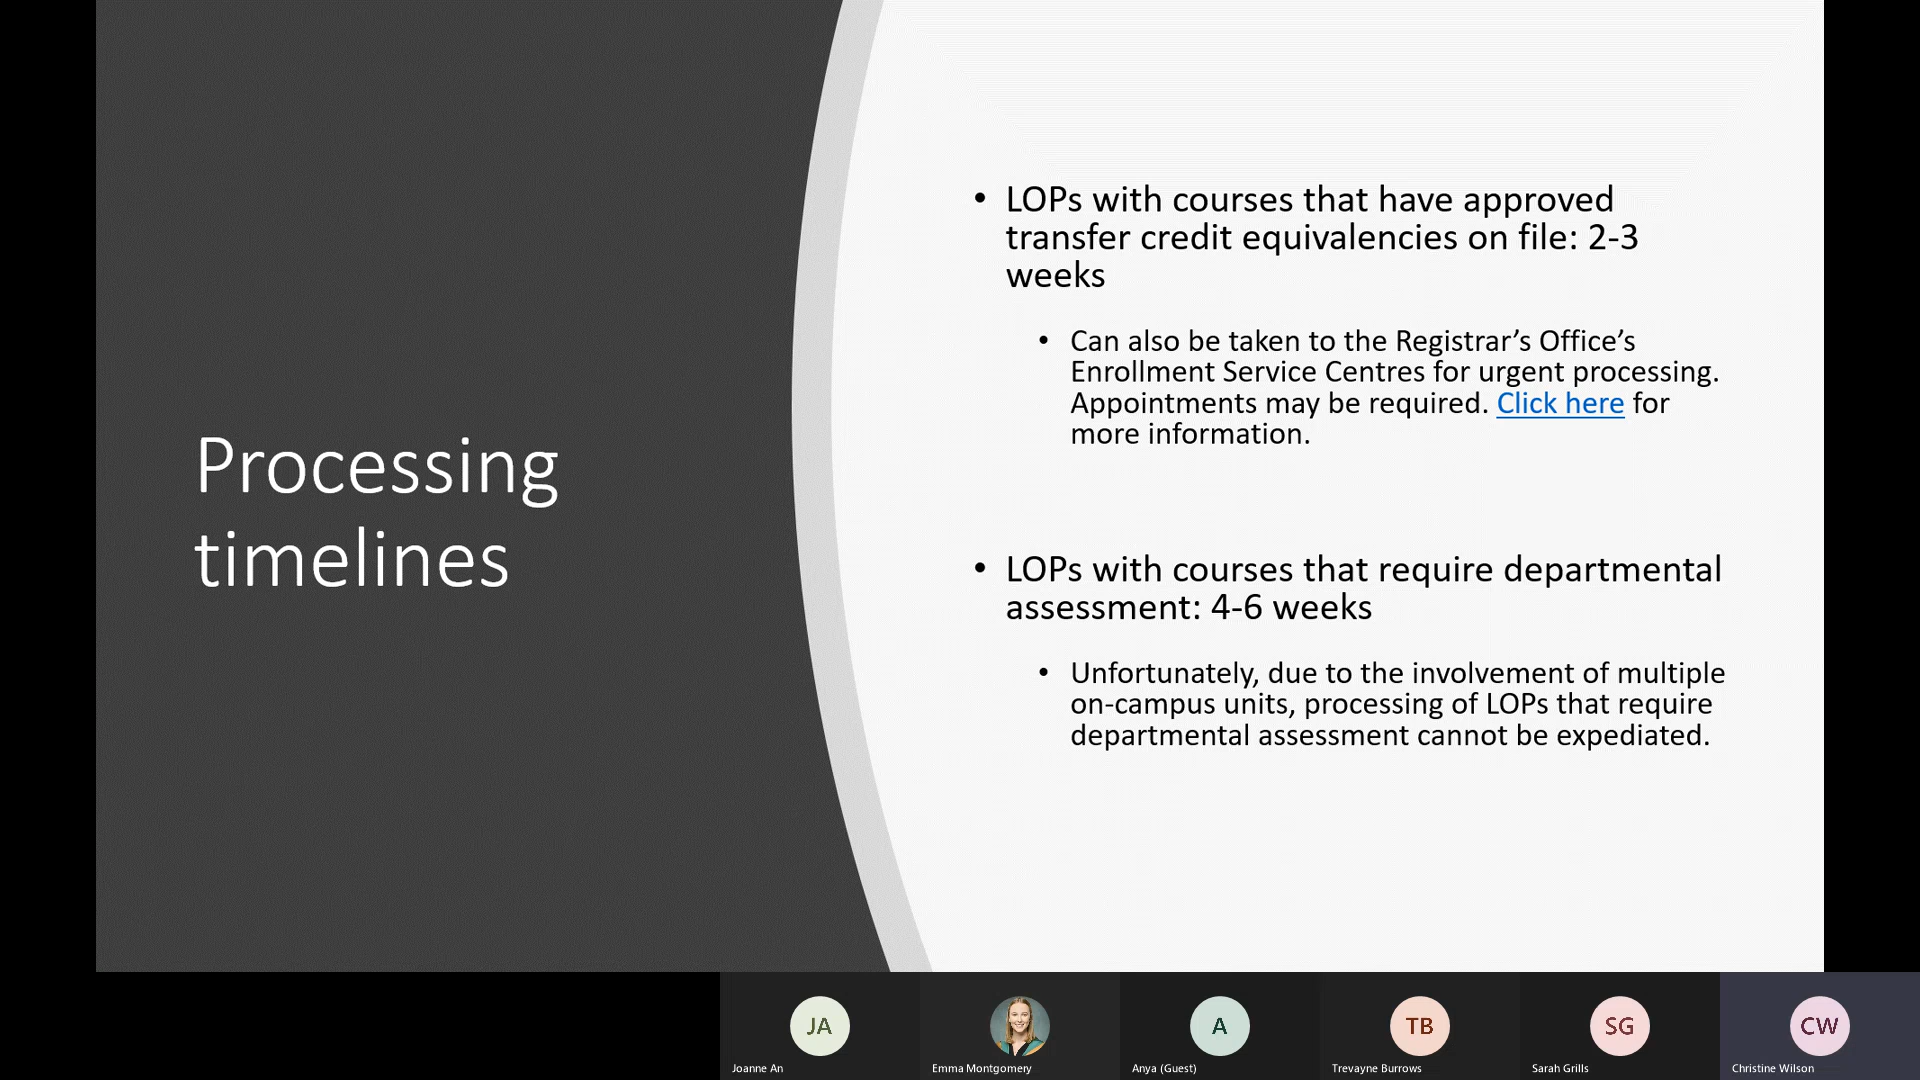 Processing
timelines
• LOPs with courses that have approved
transfer credit equivalencies on file: 2-3
weeks
• Can also be taken to the Registrar’s Office’s
Enrollment Service Centres for urgent processing.
Appointments may be required. Click here for
more information.
• LOPs with courses that require departmental
assessment: 4-6 weeks
• Unfortunately, due to the involvement of multiple
on-campus units, processing of LOPs that require
departmental assessment cannot be expediated.
JA
A
TB
SG
CW
Joanne An
Emma Montgomery
Anya (Guest)
Trevayne Burrows
Sarah Grills
Christine Wilson